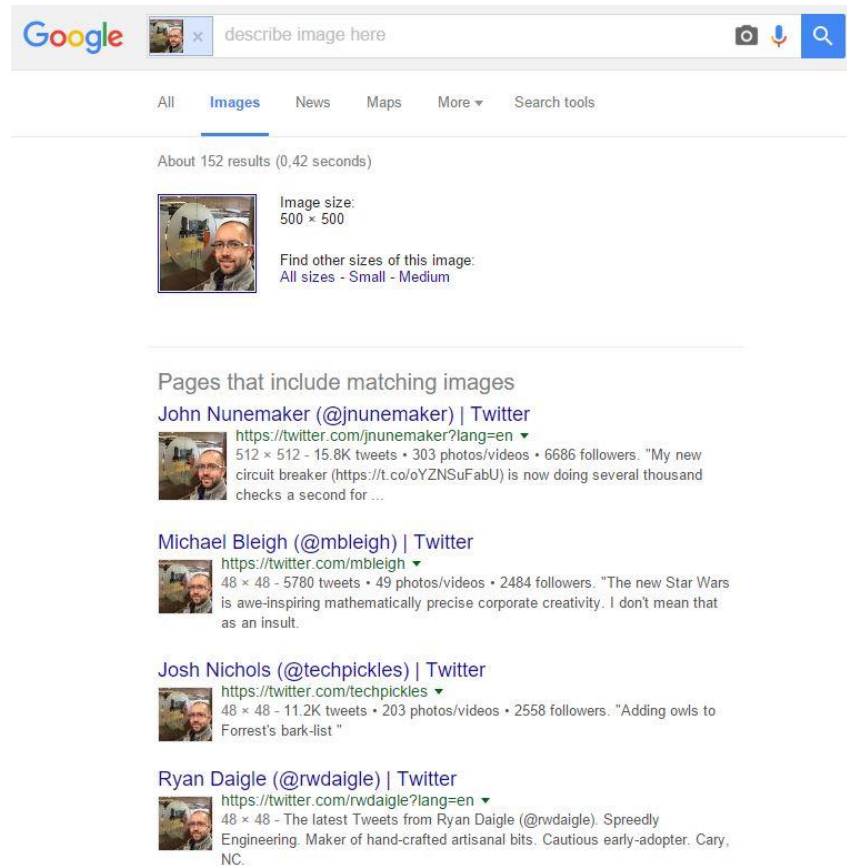 Google × describe image here
All Images News Maps More Search tools
About 152 results (0,42 seconds)
Image size:
500 × 500
Find other sizes of this image:
All sizes - Small - Medium
Pages that include matching images
John Nunemaker (@jnunemaker) | Twitter
https://twitter.com/jnunemaker?lang=en
512 × 512 - 15.8K tweets • 303 photos/videos • 6686 followers. "My new
circuit breaker (https://t.co/oYZNSuFabU) is now doing several thousand
checks a second for ...
Michael Bleigh (@mbleigh) | Twitter
https://twitter.com/mbleigh
48 × 48 - 5780 tweets • 49 photos/videos • 2484 followers. "The new Star Wars
is awe-inspiring mathematically precise corporate creativity. I don't mean that
as an insult.
Josh Nichols (@techpickles) | Twitter
https://twitter.com/techpickles
48 × 48 - 11.2K tweets • 203 photos/videos • 2558 followers. "Adding owls to
Forrest's bark-list "
Ryan Daigle (@rwdaigle) | Twitter
https://twitter.com/rwdaigle?lang=en
48 × 48 - The latest Tweets from Ryan Daigle (@rwdaigle). Spreedly
Engineering. Maker of hand-crafted artisanal bits. Cautious early-adopter. Cary,
NC.